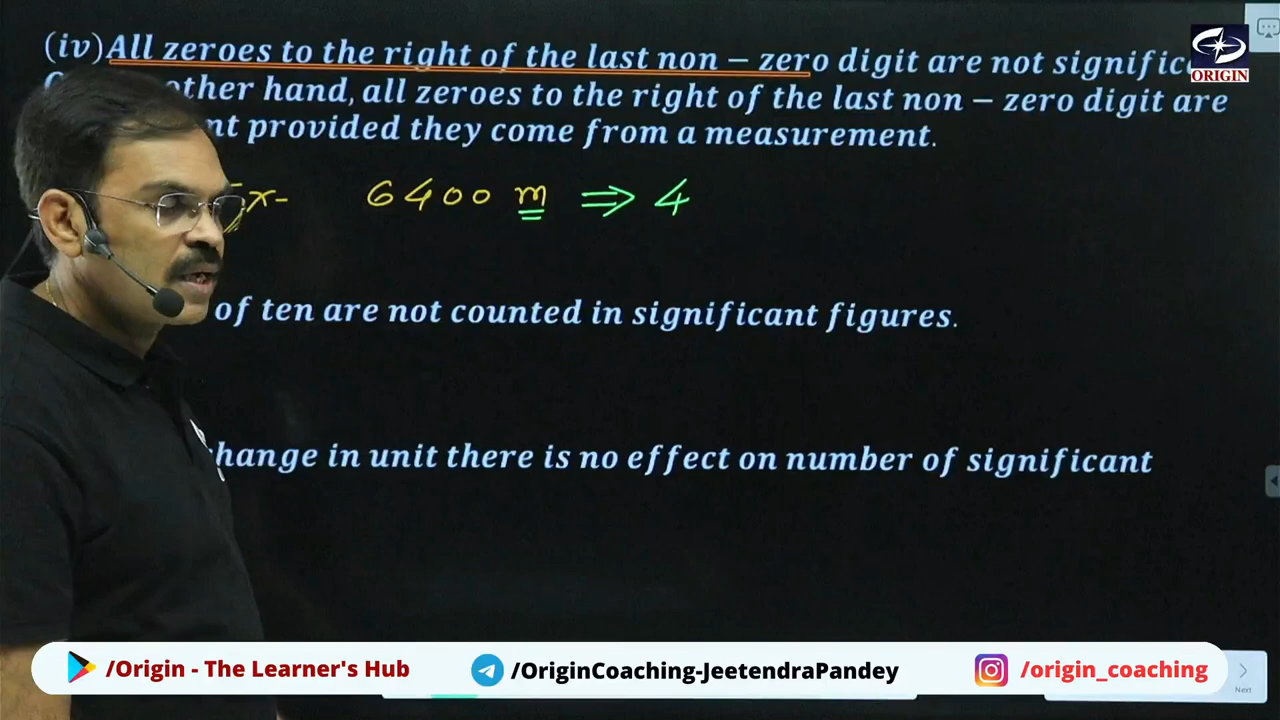 (iv) All zeroes to the right of the last non – zero digit are not signific
other hand, all zeroes to the right of the last non – zero digit are
nt provided they come from a measurement.
Ex- 6400 m ⇒ 4
of ten are not counted in significant figures.
change in unit there is no effect on number of significant
ORIGIN
/Origin - The Learner's Hub
/OriginCoaching-JeetendraPandey
/origin_coaching
Next